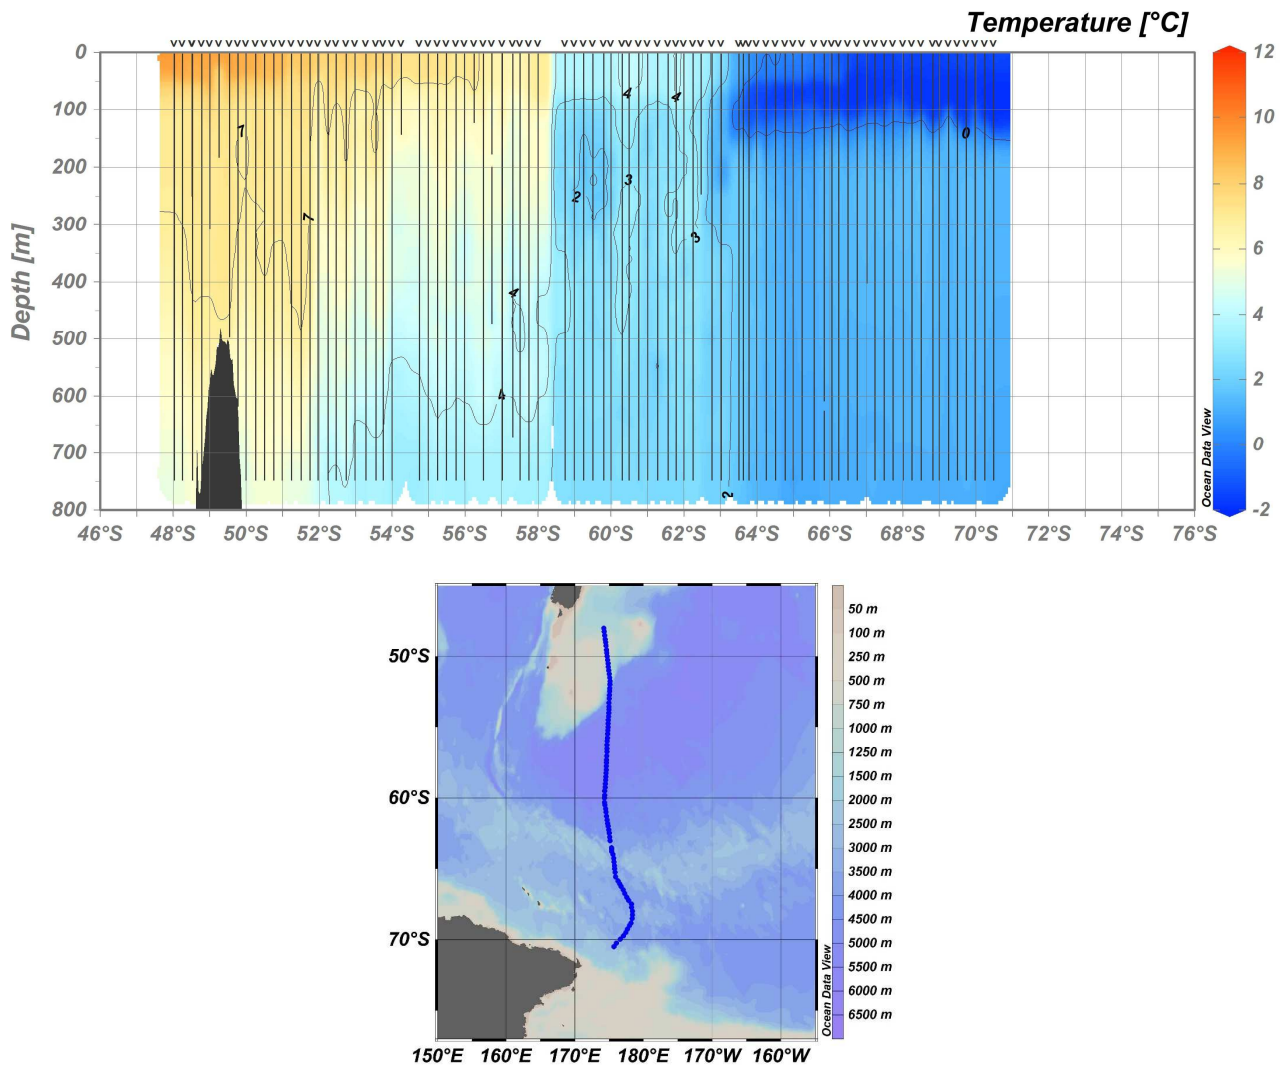 Temperature [°C]
v v v v v v v v v v v v v v v v v v v v v v v v v v v v v v v v v v v v v v v v v v v v v v v v v v v v v v v v v v v v v v v v v v v v v v v v v v v v v v v v v v v v v
0
100
200
300
400
500
600
700
800
Depth [m]
4 4
7
0
3
2
7
3
4
4
2
46°S 48°S 50°S 52°S 54°S 56°S 58°S 60°S 62°S 64°S 66°S 68°S 70°S 72°S 74°S 76°S
12
10
8
6
4
2
0
-2
Ocean Data View
50°S
60°S
70°S
150°E 160°E 170°E 180°E 170°W 160°W
50 m
100 m
250 m
500 m
750 m
1000 m
1250 m
1500 m
2000 m
2500 m
3000 m
3500 m
4000 m
4500 m
5000 m
5500 m
6000 m
6500 m
Ocean Data View